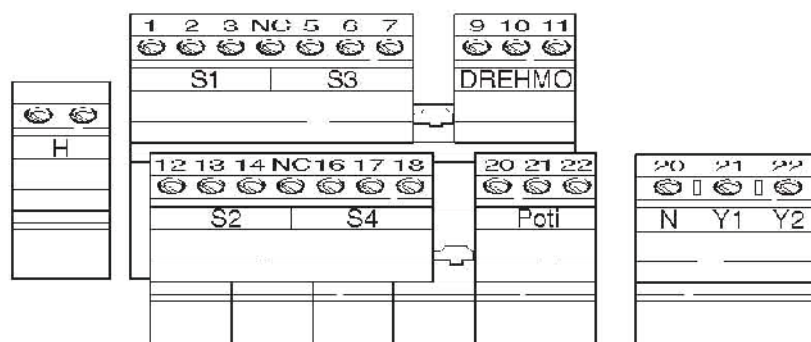 1 2 3 NC 5 6 7
9 10 11
S1 S3
DREHMO
H
12 13 14 NC 16 17 18
20 21 22
20 21 22
S2 S4
Poti
N Y1 Y2